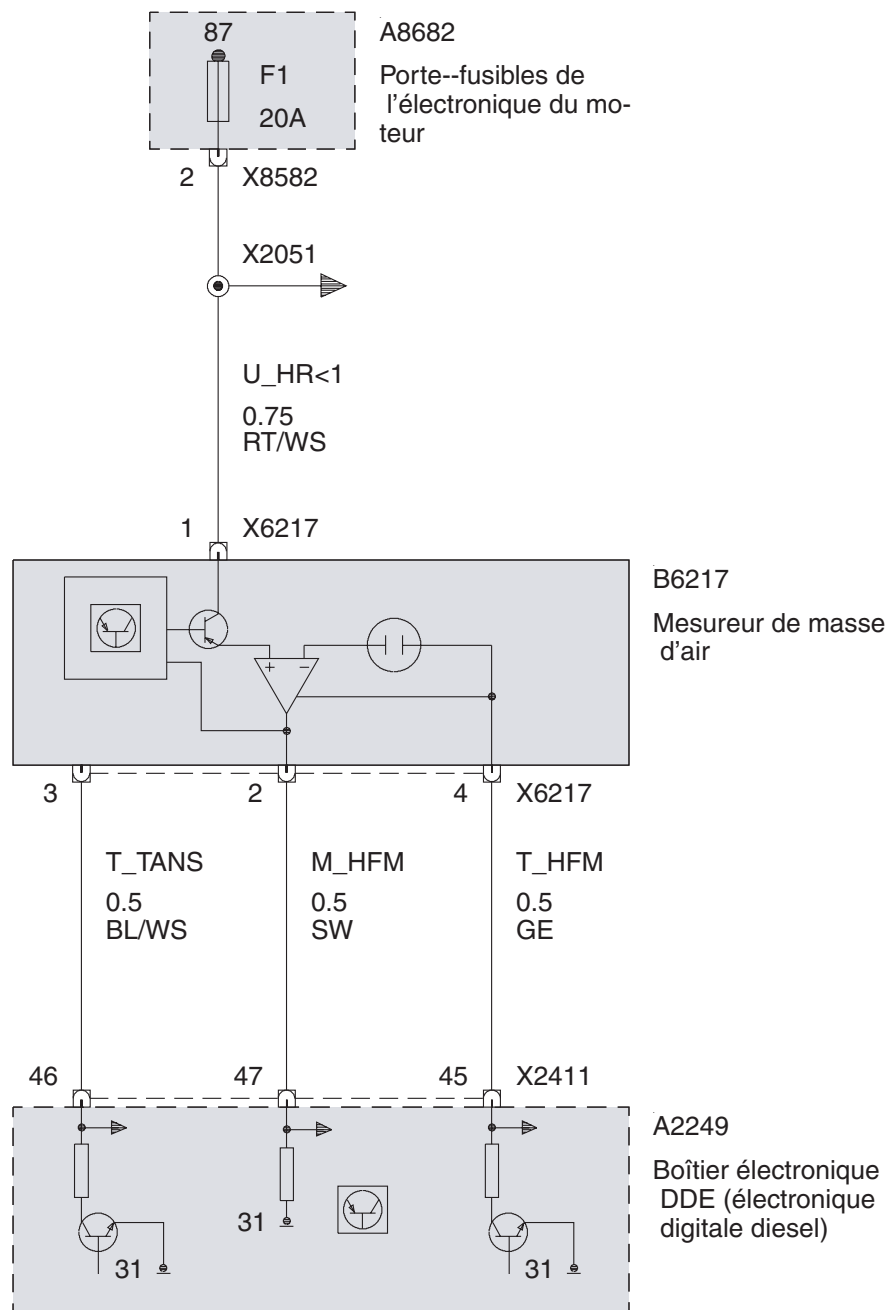 87
A8682
F1
Porte--fusibles de
l'électronique du mo-
teur
20A
2
X8582
X2051
U_HR<1
0.75
RT/WS
1
X6217
B6217
Mesureur de masse
d'air
+ −
3
2
4
X6217
T_TANS
M_HFM
T_HFM
0.5
0.5
0.5
BL/WS
SW
GE
46
47
45
X2411
A2249
Boîtier électronique
DDE (électronique
digitale diesel)
31
31
31